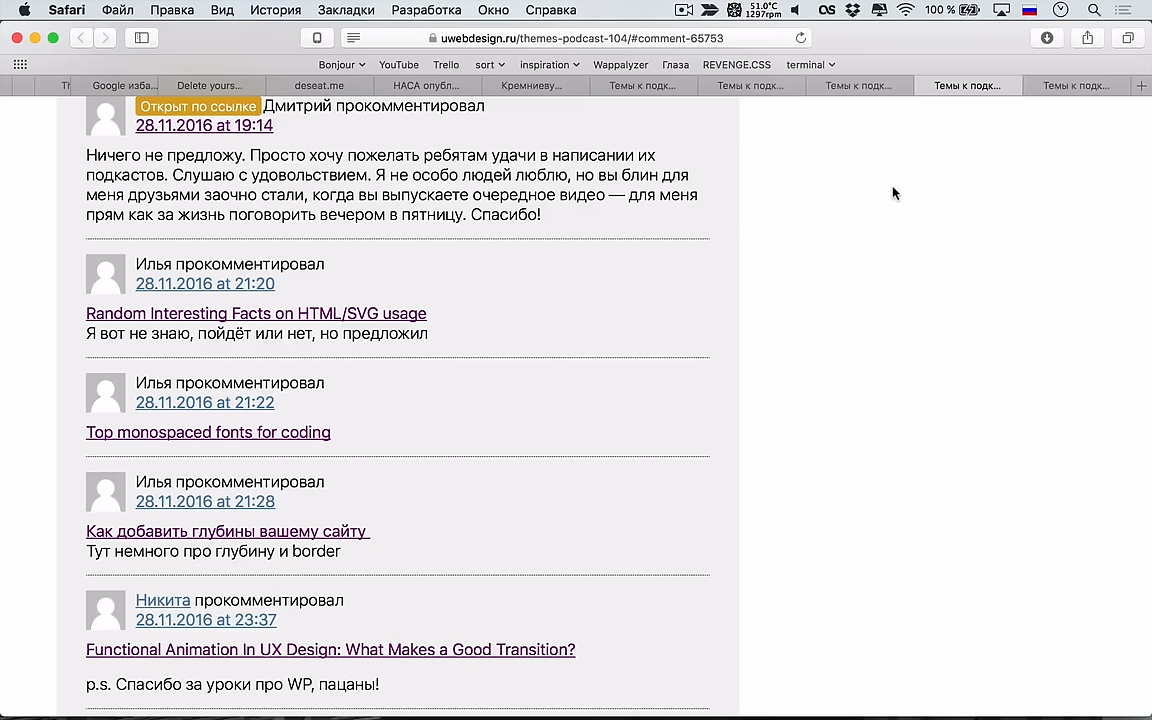 Safari Файл Правка Вид История Закладки Разработка Окно Справка 51.0°C 1297rpm 100 %
uwebdesign.ru/themes-podcast-104/#comment-65753
Bonjour YouTube Trello sort inspiration Wappalyzer Глаза REVENGE.CSS terminal
Google изба... Delete yours... deseat.me НАСА опубл... Кремниеву... Темы к подк... Темы к подк... Темы к подк... Темы к подк... Темы к подк...
Открыт по ссылке Дмитрий прокомментировал
28.11.2016 at 19:14
Ничего не предложу. Просто хочу пожелать ребятам удачи в написании их
подкастов. Слушаю с удовольствием. Я не особо людей люблю, но вы блин для
меня друзьями заочно стали, когда вы выпускаете очередное видео — для меня
прям как за жизнь поговорить вечером в пятницу. Спасибо!
Илья прокомментировал
28.11.2016 at 21:20
Random Interesting Facts on HTML/SVG usage
Я вот не знаю, пойдёт или нет, но предложил
Илья прокомментировал
28.11.2016 at 21:22
Top monospaced fonts for coding
Илья прокомментировал
28.11.2016 at 21:28
Как добавить глубины вашему сайту
Тут немного про глубину и border
Никита прокомментировал
28.11.2016 at 23:37
Functional Animation In UX Design: What Makes a Good Transition?
p.s. Спасибо за уроки про WP, пацаны!